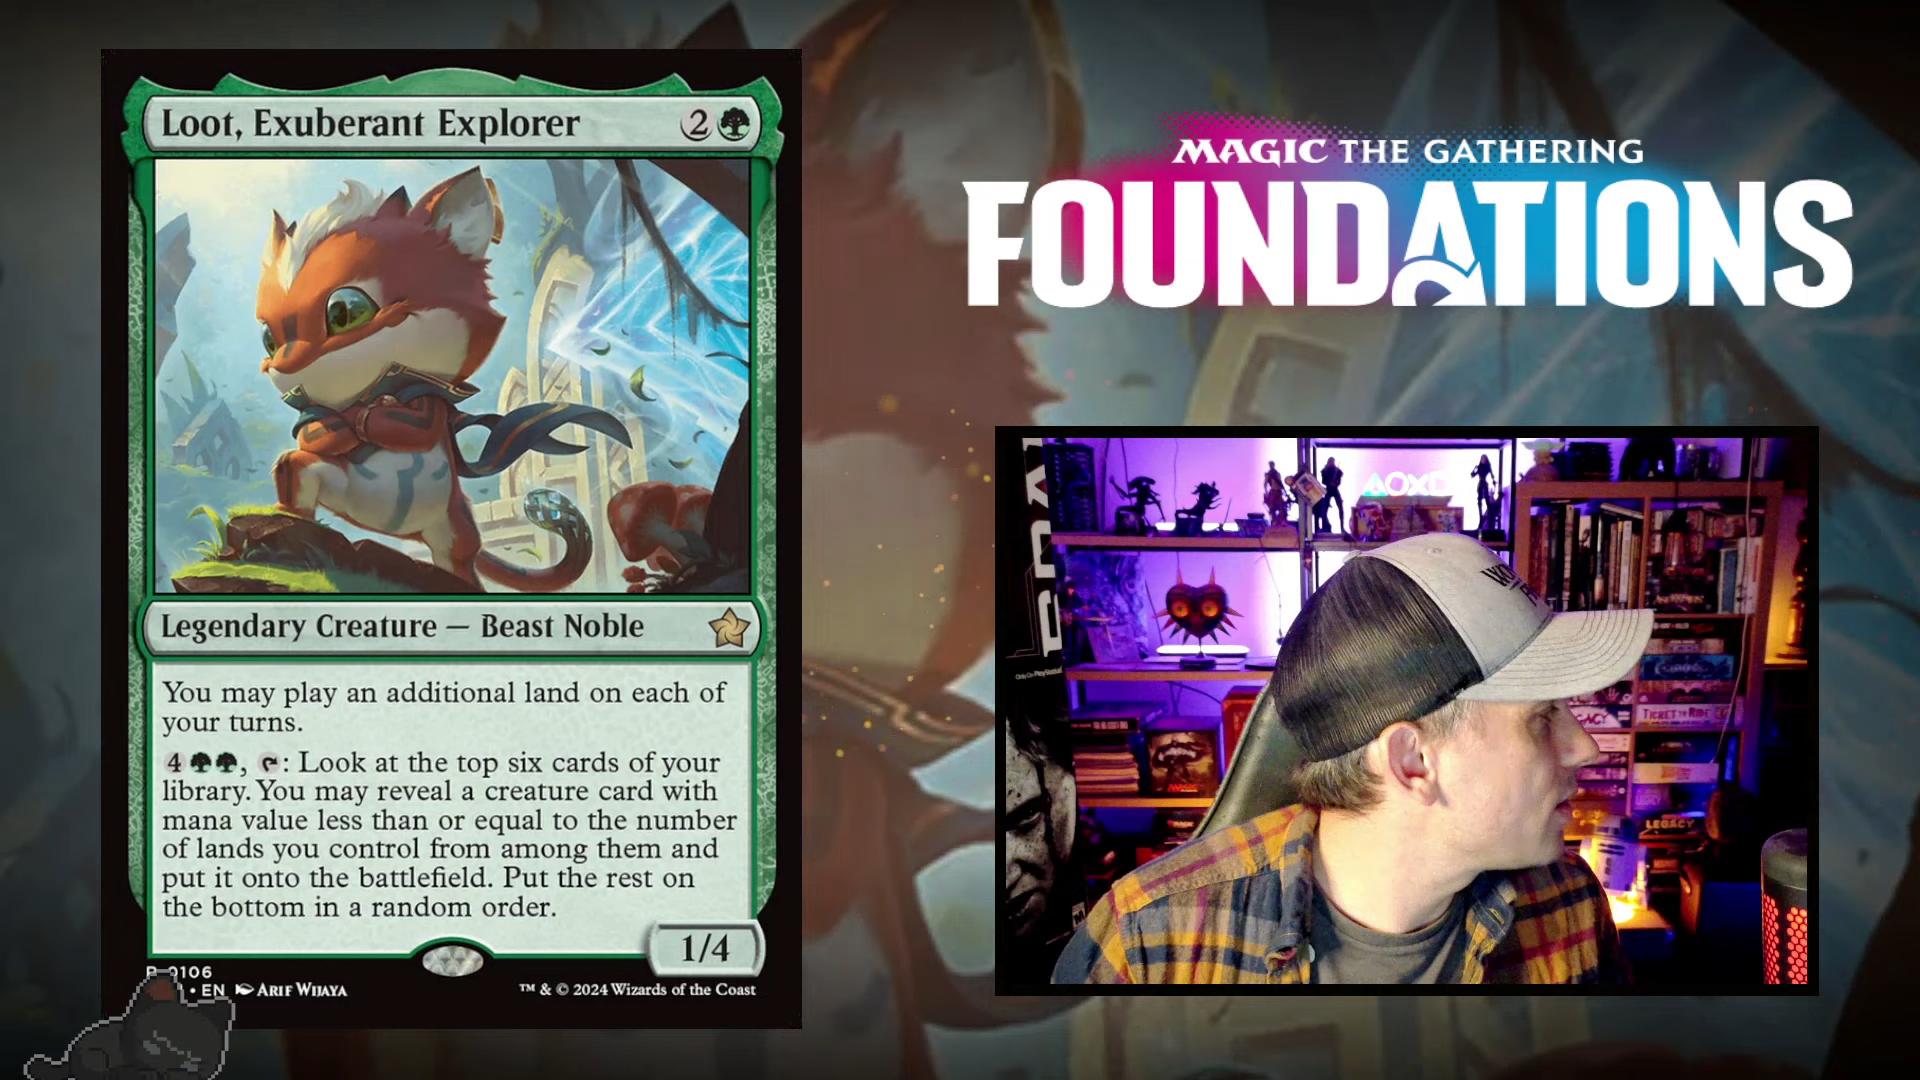 Loot, Exuberant Explorer 2
Legendary Creature — Beast Noble
You may play an additional land on each of
your turns.
4 , : Look at the top six cards of your
library. You may reveal a creature card with
mana value less than or equal to the number
of lands you control from among them and
put it onto the battlefield. Put the rest on
the bottom in a random order.
1/4
0106
• EN ARIF WIJAYA
™ & © 2024 Wizards of the Coast
MAGIC THE GATHERING
FOUNDATIONS
TICKET TO RIDE
LEGACY